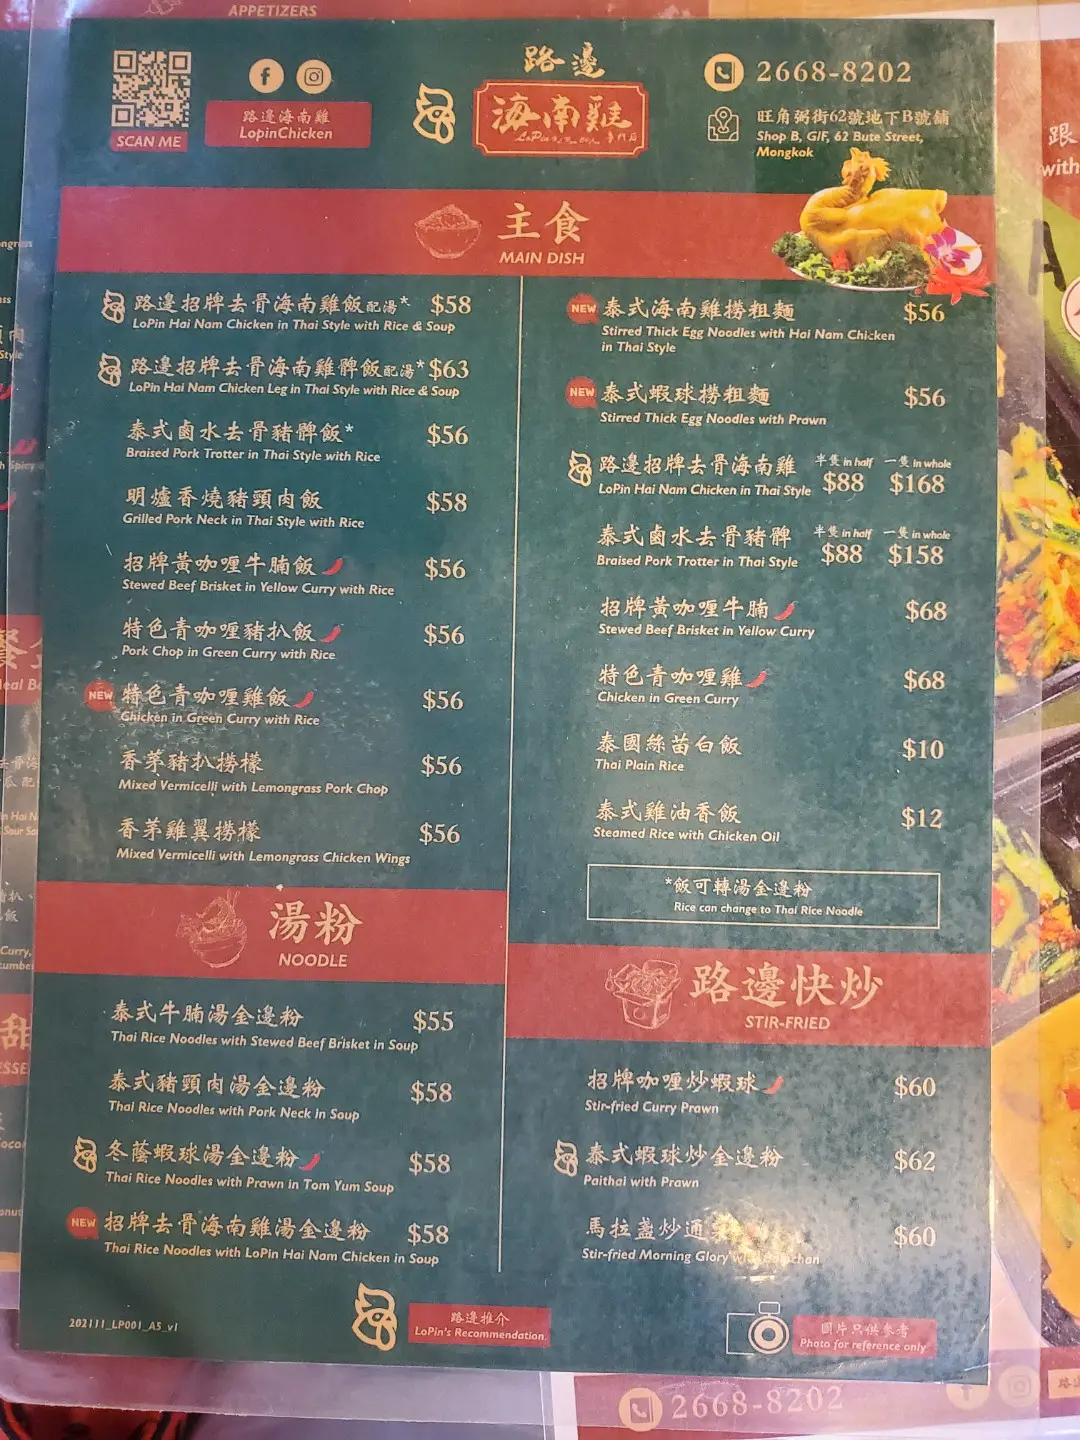 APPETIZERS
SCAN ME
路邊海南雞
LopinChicken
路邊
海南雞
專門店
2668-8202
旺角弼街62號地下B號舖
Shop B, G/F, 62 Bute Street,
Mongkok
主食
MAIN DISH
路邊招牌去骨海南雞飯配湯* $58
LoPin Hai Nam Chicken in Thai Style with Rice & Soup
路邊招牌去骨海南雞髀飯配湯* $63
LoPin Hai Nam Chicken Leg in Thai Style with Rice & Soup
泰式鹵水去骨豬髀飯* $56
Braised Pork Trotter in Thai Style with Rice
明爐香燒豬頸肉飯 $58
Grilled Pork Neck in Thai Style with Rice
招牌黃咖喱牛腩飯 $56
Stewed Beef Brisket in Yellow Curry with Rice
特色青咖喱豬扒飯 $56
Pork Chop in Green Curry with Rice
NEW 特色青咖喱雞飯 $56
Chicken in Green Curry with Rice
香茅豬扒撈檬 $56
Mixed Vermicelli with Lemongrass Pork Chop
香茅雞翼撈檬 $56
Mixed Vermicelli with Lemongrass Chicken Wings
湯粉
NOODLE
泰式牛腩湯金邊粉 $55
Thai Rice Noodles with Stewed Beef Brisket in Soup
泰式豬頸肉湯金邊粉 $58
Thai Rice Noodles with Pork Neck in Soup
冬蔭蝦球湯金邊粉 $58
Thai Rice Noodles with Prawn in Tom Yum Soup
NEW 招牌去骨海南雞湯金邊粉 $58
Thai Rice Noodles with LoPin Hai Nam Chicken in Soup
NEW 泰式海南雞撈粗麵 $56
Stirred Thick Egg Noodles with Hai Nam Chicken
in Thai Style
NEW 泰式蝦球撈粗麵 $56
Stirred Thick Egg Noodles with Prawn
路邊招牌去骨海南雞 半隻 in half 一隻 in whole
LoPin Hai Nam Chicken in Thai Style $88 $168
泰式鹵水去骨豬髀 半隻 in half 一隻 in whole
Braised Pork Trotter in Thai Style $88 $158
招牌黃咖喱牛腩 $68
Stewed Beef Brisket in Yellow Curry
特色青咖喱雞 $68
Chicken in Green Curry
泰國絲苗白飯 $10
Thai Plain Rice
泰式雞油香飯 $12
Steamed Rice with Chicken Oil
*飯可轉湯金邊粉
Rice can change to Thai Rice Noodle
路邊快炒
STIR-FRIED
招牌咖喱炒蝦球 $60
Stir-fried Curry Prawn
泰式蝦球炒金邊粉 $62
Paithai with Prawn
馬拉盞炒通 $60
Stir-fried Morning Glory
202111_LP001_A5_v1
路邊推介
LoPin's Recommendation.
圖片只供參考
Photo for reference only
2668-8202